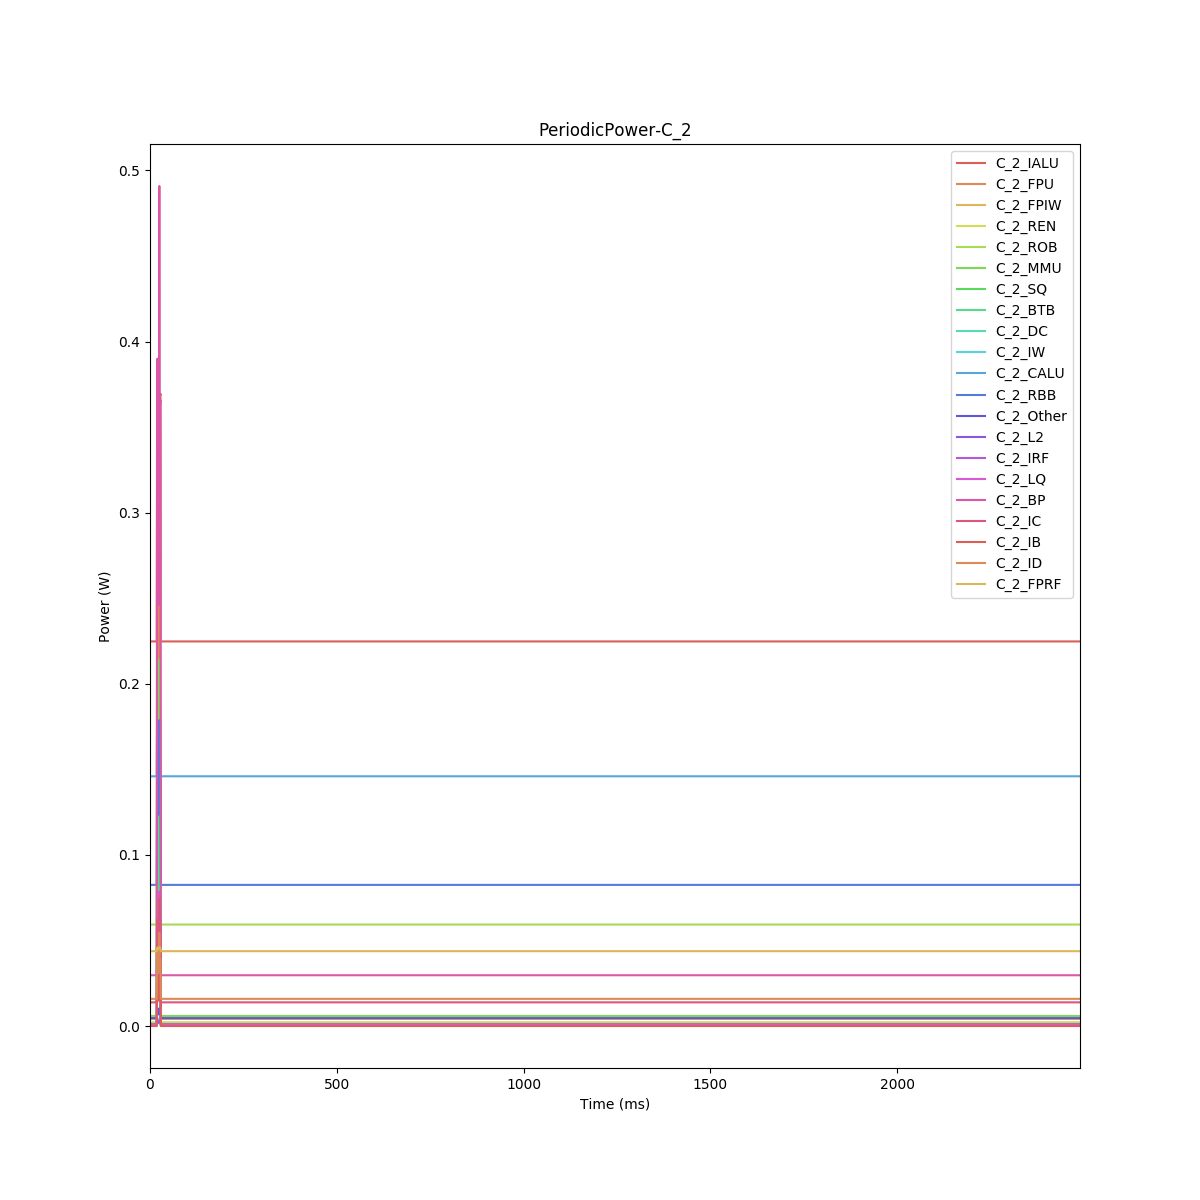 PeriodicPower-C_2
0.5
0.4
0.3
0.2
0.1
0.0
Power (W)
0
500
1000
1500
2000
Time (ms)
C_2_IALU
C_2_FPU
C_2_FPIW
C_2_REN
C_2_ROB
C_2_MMU
C_2_SQ
C_2_BTB
C_2_DC
C_2_IW
C_2_CALU
C_2_RBB
C_2_Other
C_2_L2
C_2_IRF
C_2_LQ
C_2_BP
C_2_IC
C_2_IB
C_2_ID
C_2_FPRF